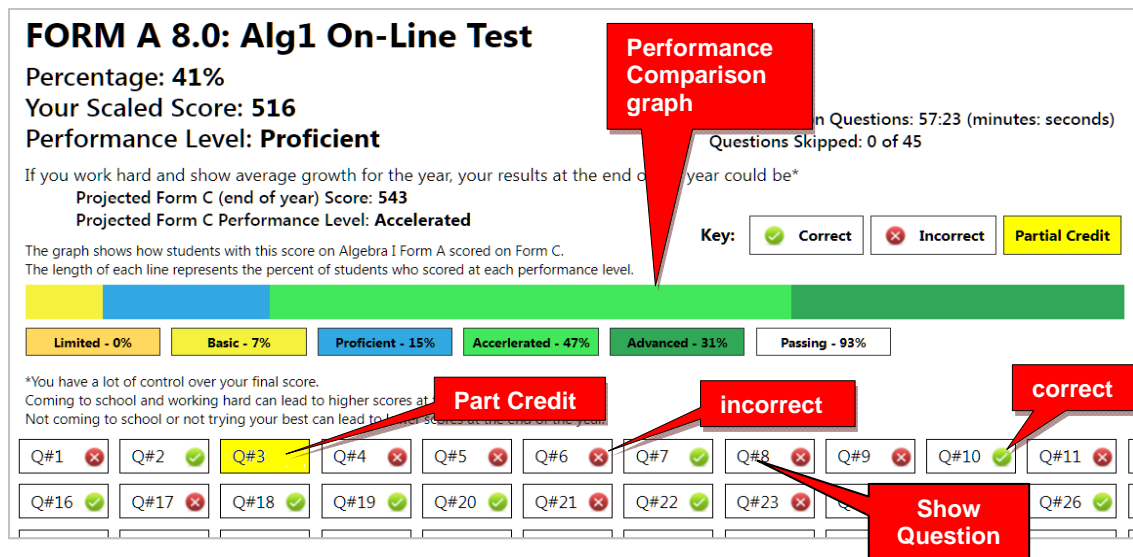 FORM A 8.0: Alg1 On-Line Test
Percentage: 41%
Your Scaled Score: 516
Performance Level: Proficient
Performance
Comparison
graph
n Questions: 57:23 (minutes: seconds)
Questions Skipped: 0 of 45
If you work hard and show average growth for the year, your results at the end year could be*
Projected Form C (end of year) Score: 543
Projected Form C Performance Level: Accelerated
Key: Correct Incorrect Partial Credit
The graph shows how students with this score on Algebra I Form A scored on Form C.
The length of each line represents the percent of students who scored at each performance level.
Limited - 0% Basic - 7% Proficient - 15% Accerlerated - 47% Advanced - 31% Passing - 93%
*You have a lot of control over your final score.
Coming to school and working hard can lead to higher scores at
Not coming to school or not trying your best can lead to lower scores at the end of the year.
Part Credit
incorrect
correct
Q#1 Q#2 Q#3 Q#4 Q#5 Q#6 Q#7 Q#8 Q#9 Q#10 Q#11
Q#16 Q#17 Q#18 Q#19 Q#20 Q#21 Q#22 Q#23 Q#26
Show
Question